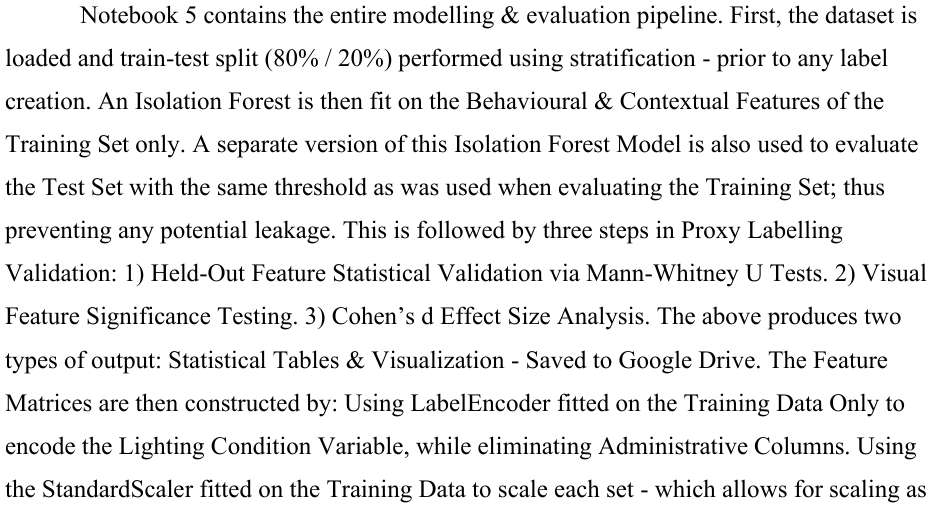 Notebook 5 contains the entire modelling & evaluation pipeline. First, the dataset is
loaded and train-test split (80% / 20%) performed using stratification - prior to any label
creation. An Isolation Forest is then fit on the Behavioural & Contextual Features of the
Training Set only. A separate version of this Isolation Forest Model is also used to evaluate
the Test Set with the same threshold as was used when evaluating the Training Set; thus
preventing any potential leakage. This is followed by three steps in Proxy Labelling
Validation: 1) Held-Out Feature Statistical Validation via Mann-Whitney U Tests. 2) Visual
Feature Significance Testing. 3) Cohen’s d Effect Size Analysis. The above produces two
types of output: Statistical Tables & Visualization - Saved to Google Drive. The Feature
Matrices are then constructed by: Using LabelEncoder fitted on the Training Data Only to
encode the Lighting Condition Variable, while eliminating Administrative Columns. Using
the StandardScaler fitted on the Training Data to scale each set - which allows for scaling as